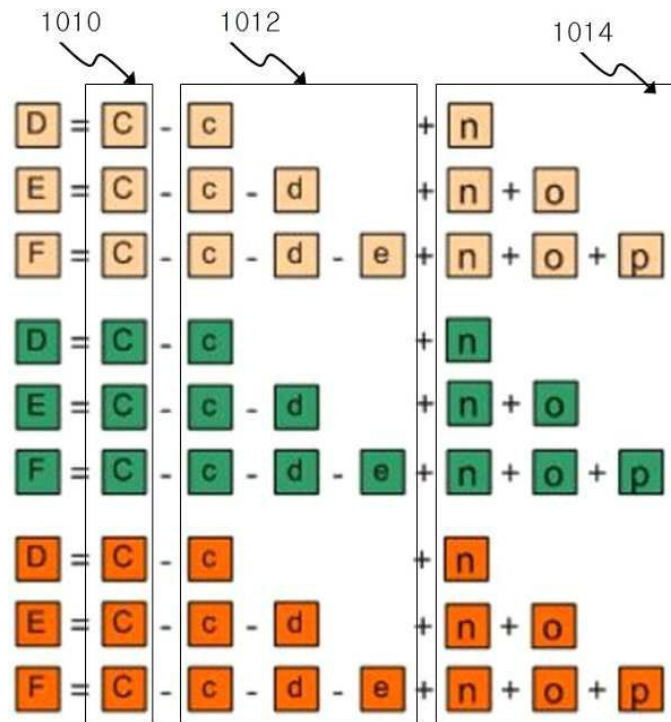 1010 1012 1014
D = C - c + n
E = C - c - d + n + o
F = C - c - d - e + n + o + p
D = C - c + n
E = C - c - d + n + o
F = C - c - d - e + n + o + p
D = C - c + n
E = C - c - d + n + o
F = C - c - d - e + n + o + p